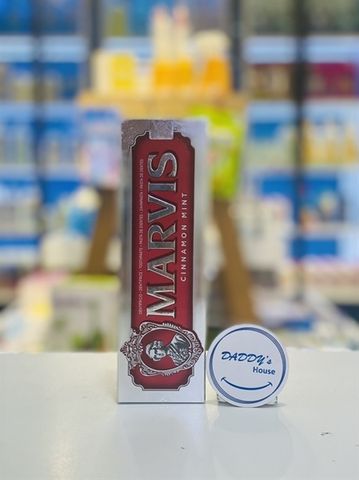 MARVIS
CINNAMON MINT
DADDY's
House